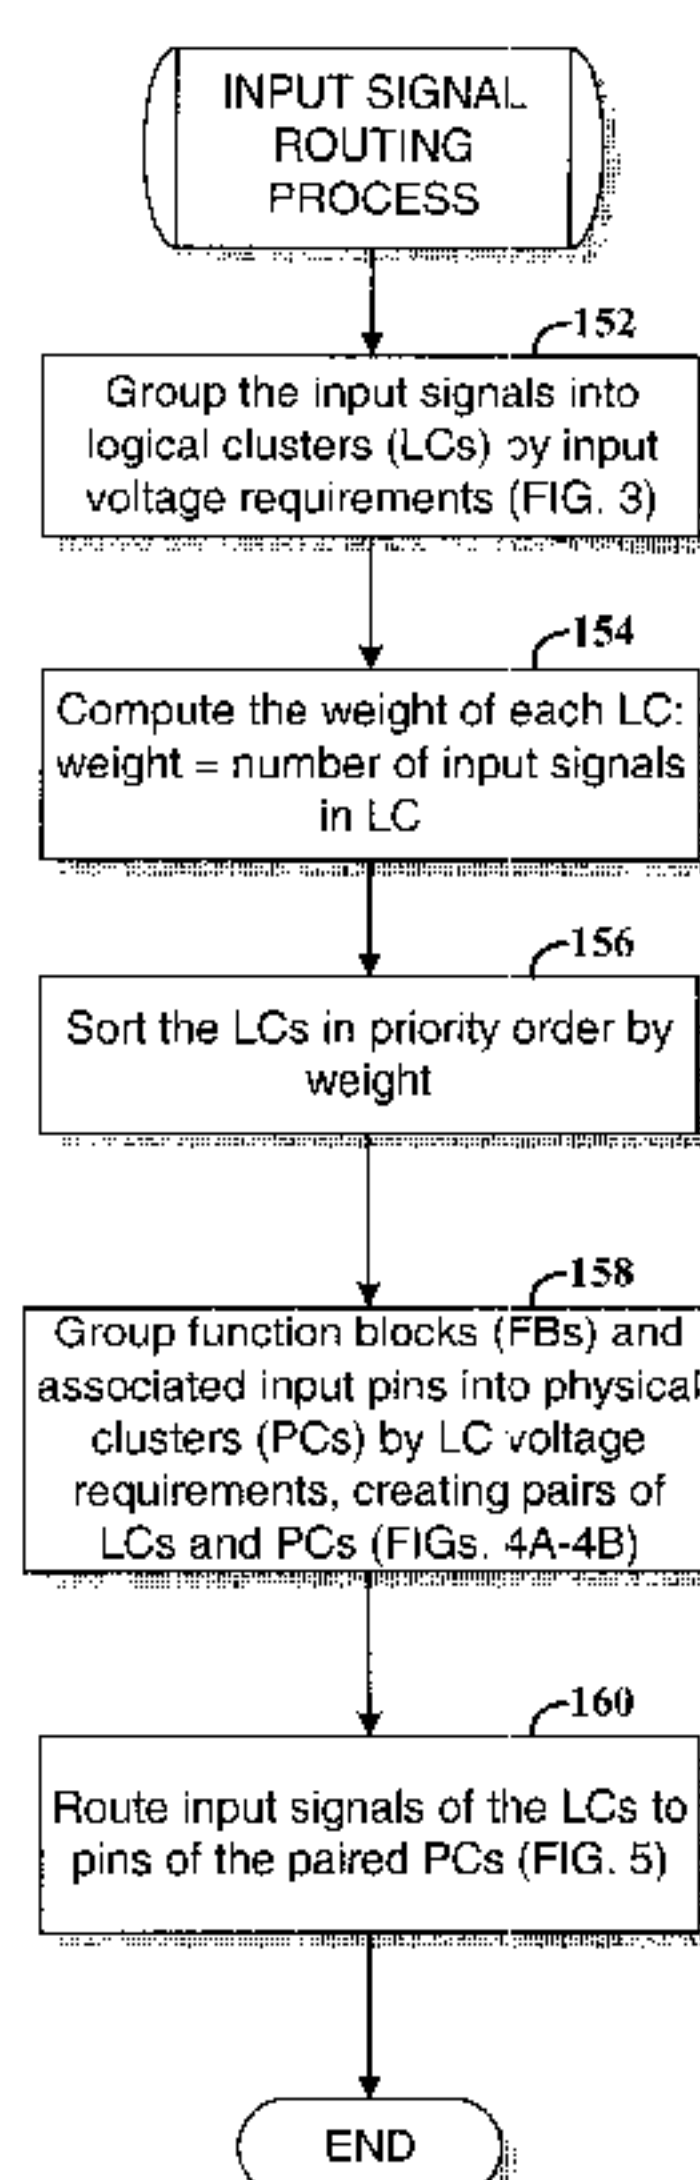 INPUT SIGNAL
ROUTING
PROCESS
152
Group the input signals into
logical clusters (LCs) by input
voltage requirements (FIG. 3)
154
Compute the weight of each LC:
weight = number of input signals
in LC
156
Sort the LCs in priority order by
weight
158
Group function blocks (FBs) and
associated input pins into physical
clusters (PCs) by LC voltage
requirements, creating pairs of
LCs and PCs (FIGs. 4A-4B)
160
Route input signals of the LCs to
pins of the paired PCs (FIG. 5)
END